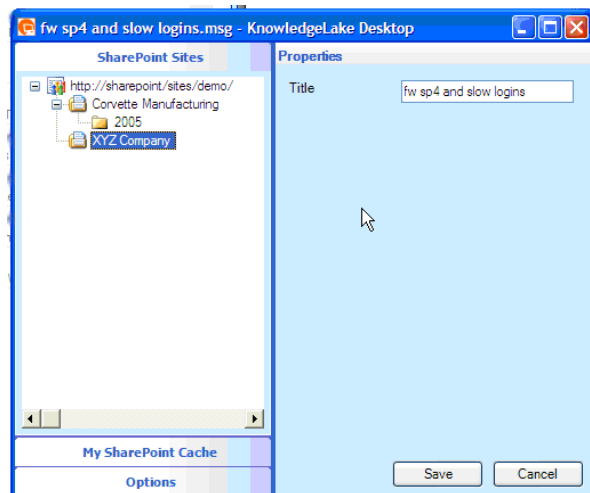 fw sp4 and slow logins.msg - KnowledgeLake Desktop
SharePoint Sites
Properties
http://sharepoint/sites/demo/
Corvette Manufacturing
2005
XYZ Company
Title
fw sp4 and slow logins
My SharePoint Cache
Options
Save
Cancel